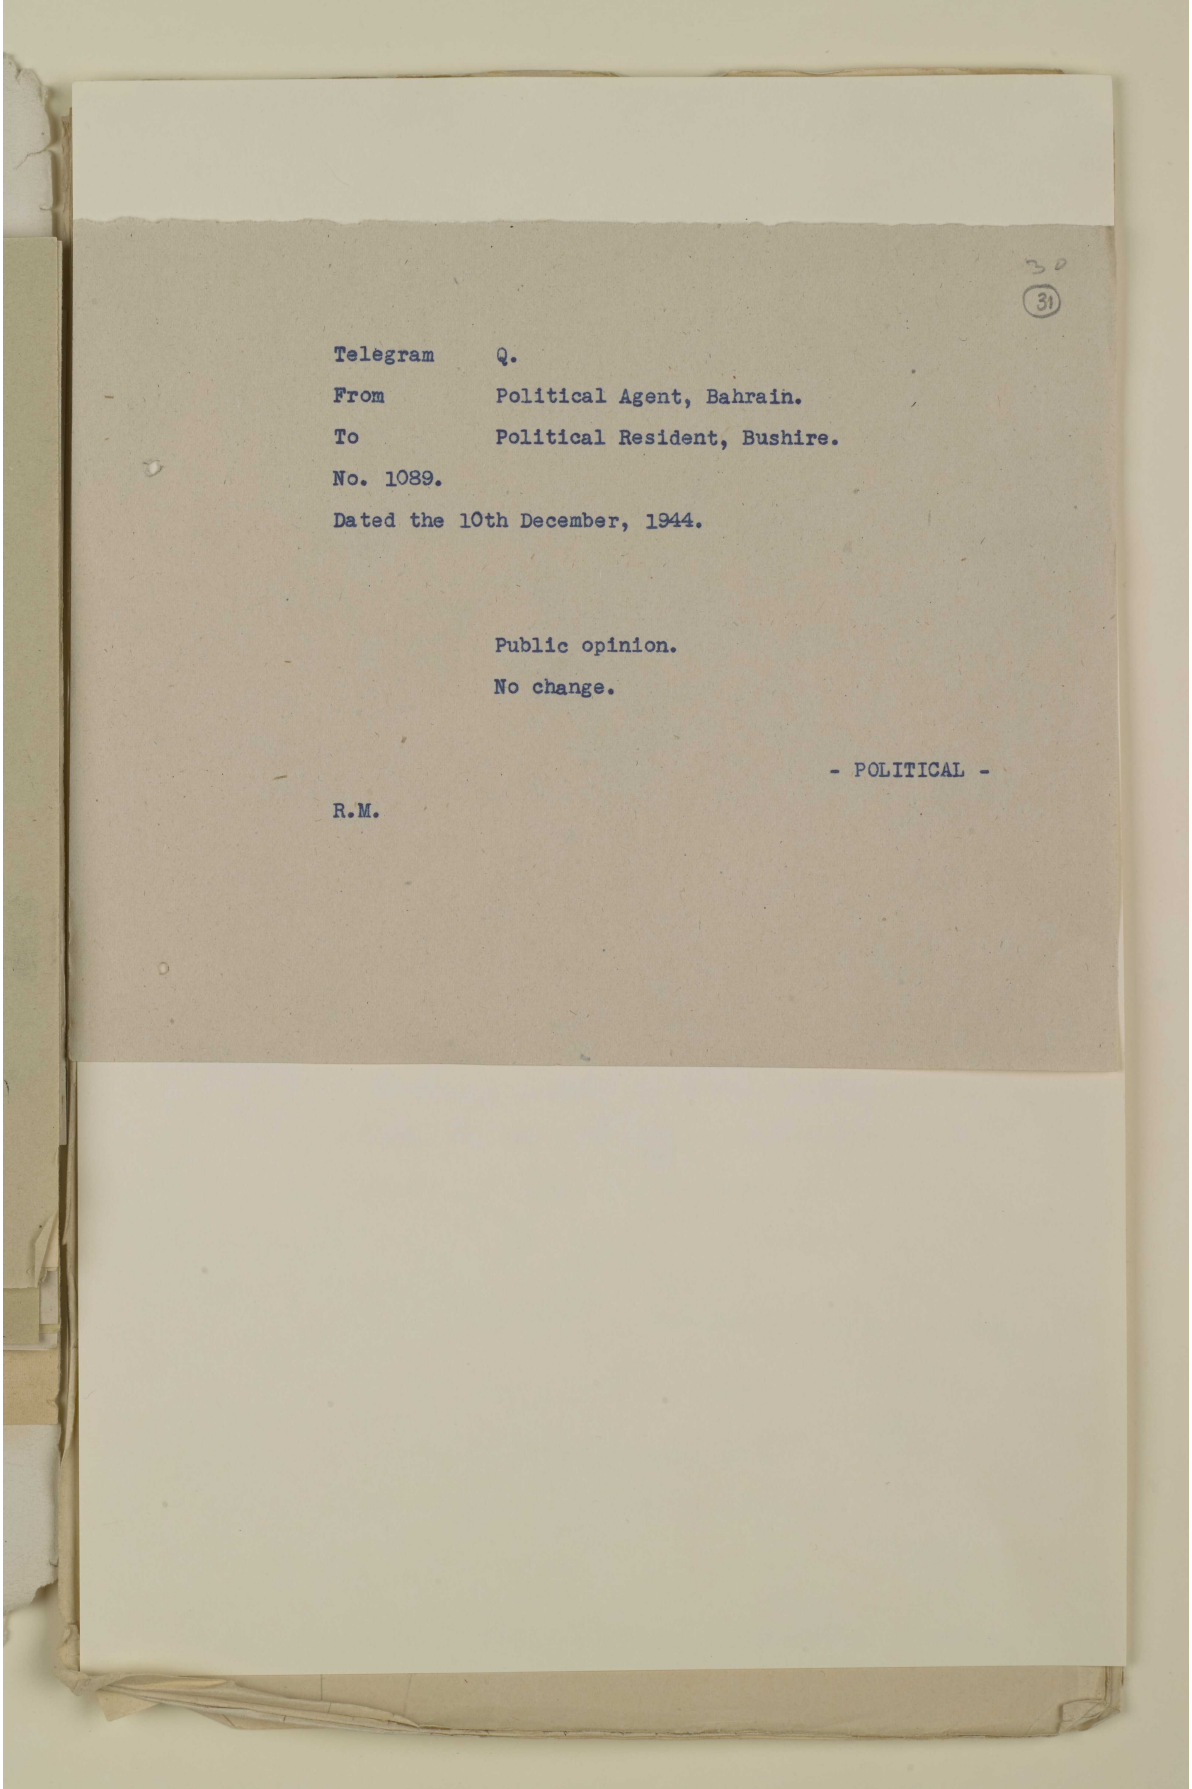 30
31
Telegram Q.
From Political Agent, Bahrain.
To Political Resident, Bushire.
No. 1089.
Dated the 10th December, 1944.
Public opinion.
No change.
- POLITICAL -
R.M.